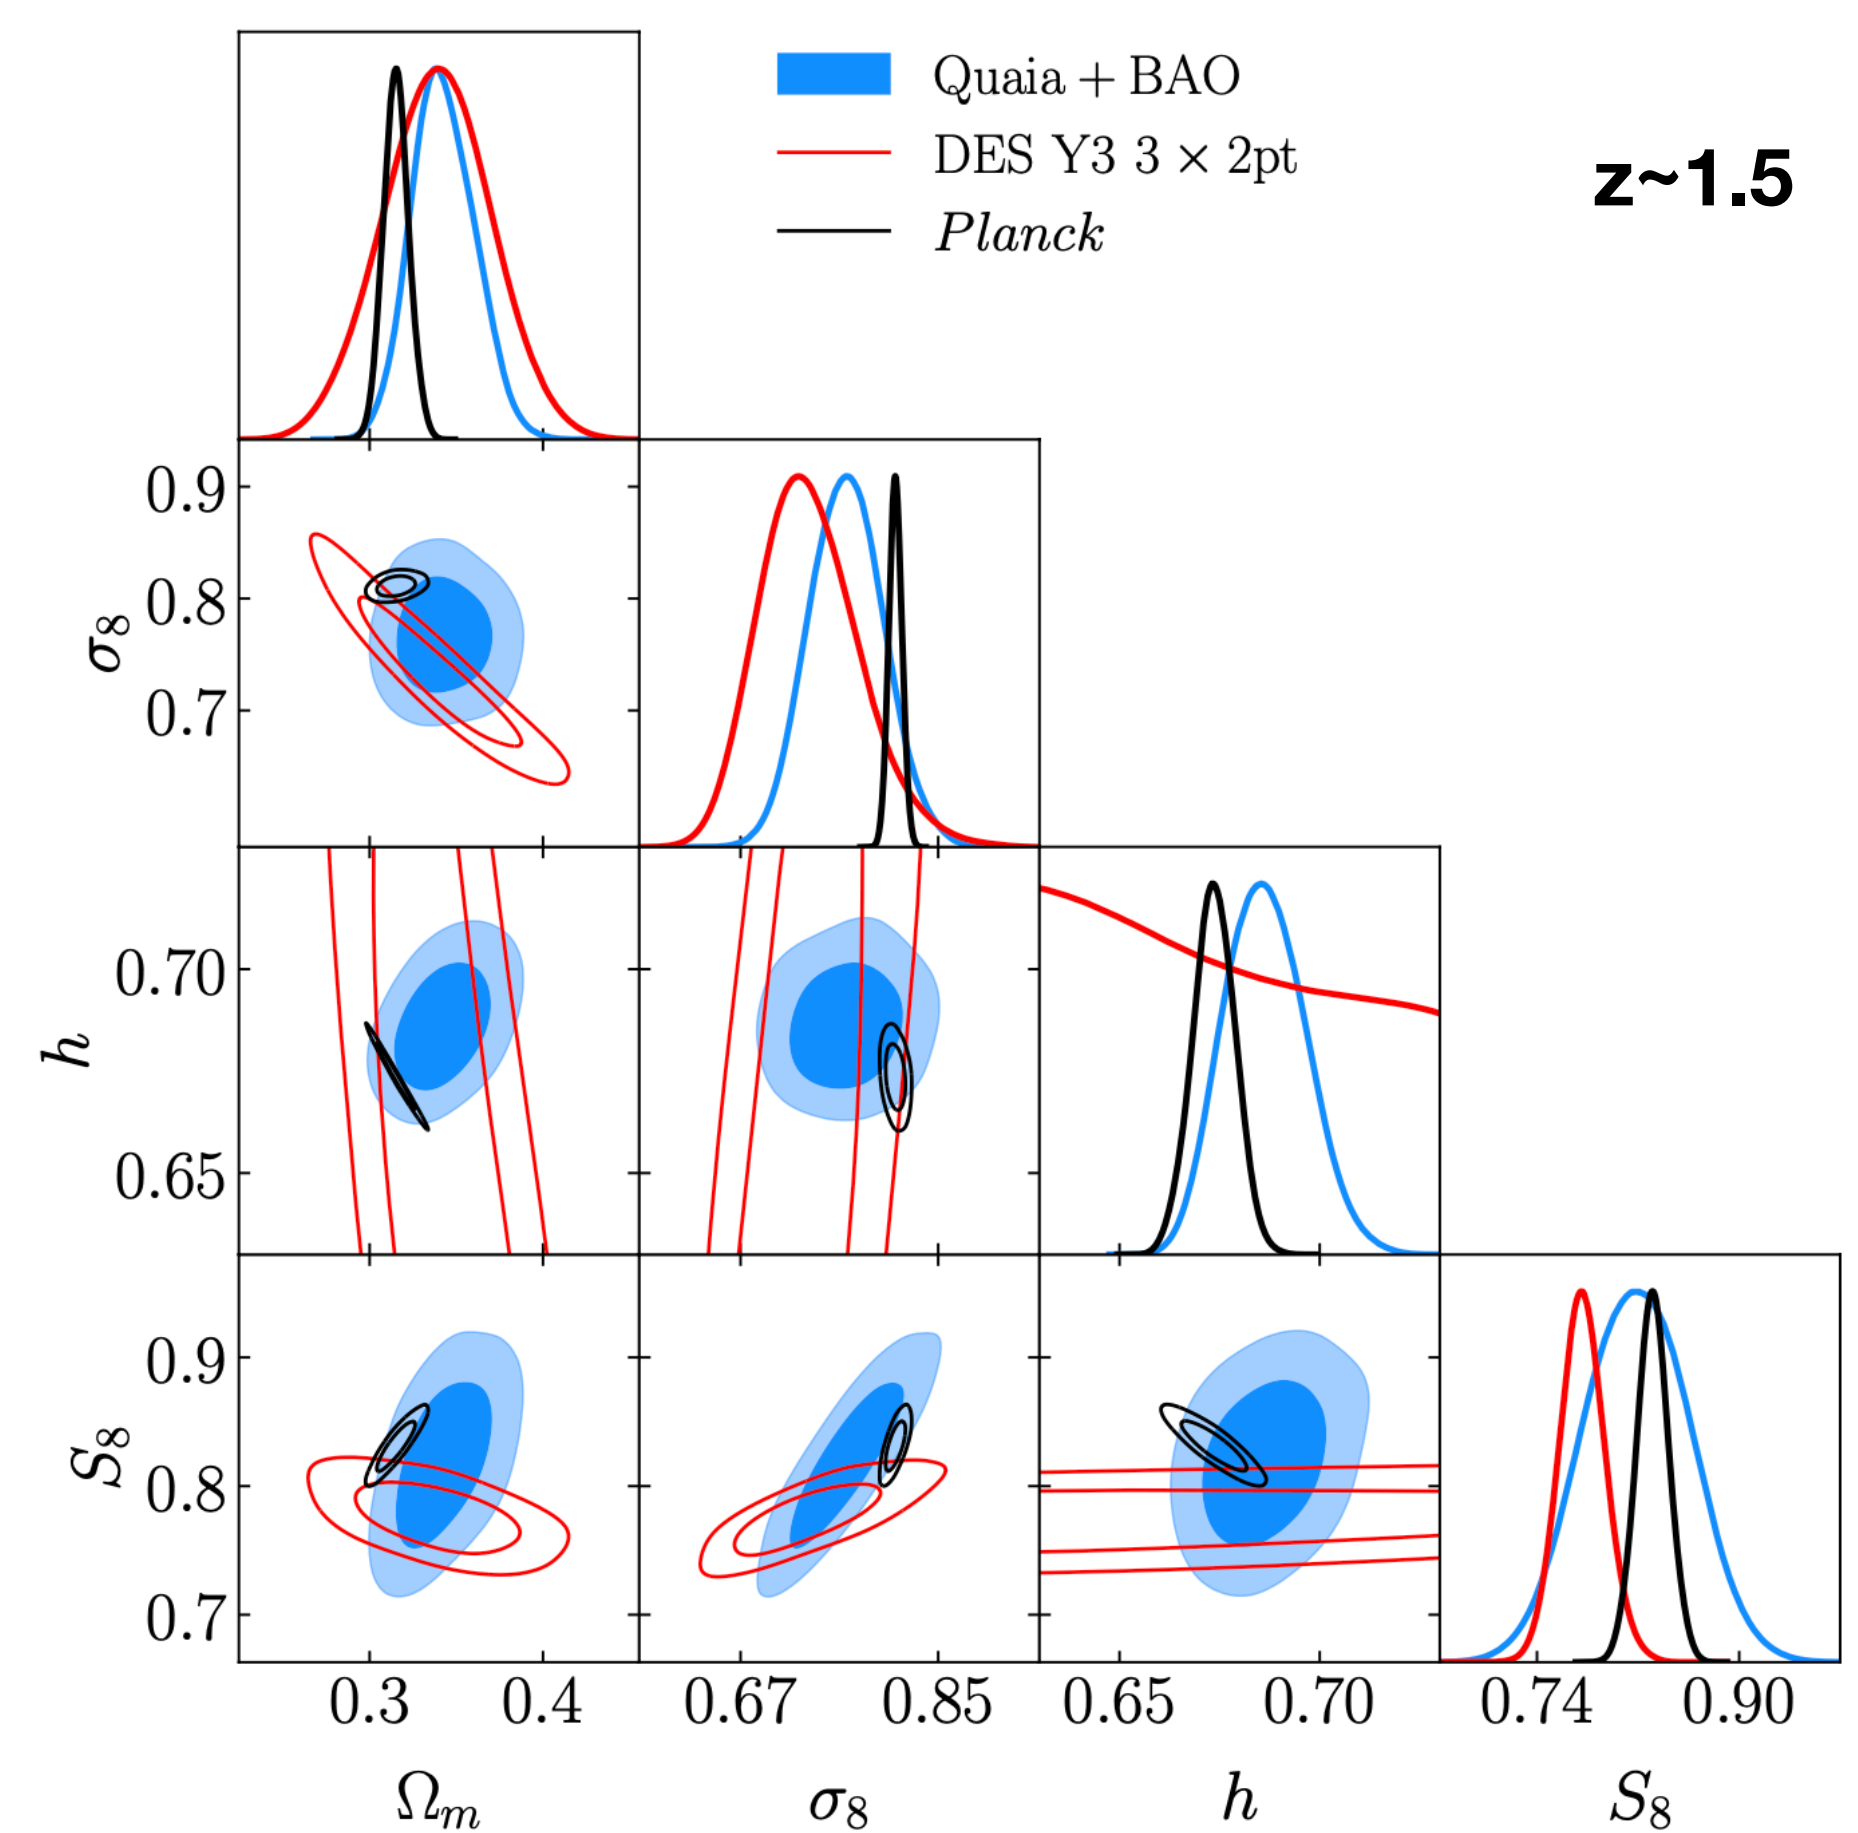 Quaia + BAO
DES Y3 3 × 2pt
Planck
z~1.5
0.9
0.8
0.7
σ₈
0.70
0.65
h
0.9
0.8
0.7
S₈
0.3 0.4 0.67 0.85 0.65 0.70 0.74 0.90
Ωₘ σ₈ h S₈